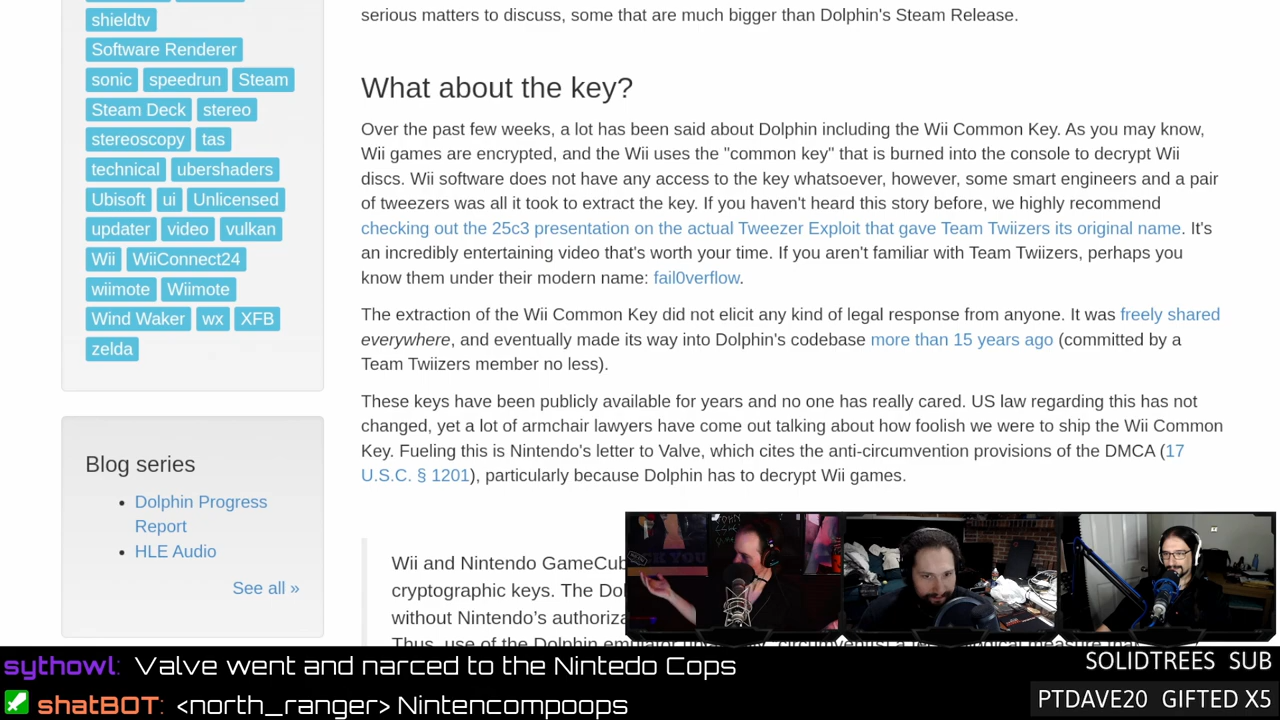 shieldtv
Software Renderer
sonic speedrun Steam
Steam Deck stereo
stereoscopy tas
technical ubershaders
Ubisoft ui Unlicensed
updater video vulkan
Wii WiiConnect24
wiimote Wiimote
Wind Waker wx XFB
zelda
Blog series
Dolphin Progress
Report
HLE Audio
See all »
serious matters to discuss, some that are much bigger than Dolphin's Steam Release.
What about the key?
Over the past few weeks, a lot has been said about Dolphin including the Wii Common Key. As you may know,
Wii games are encrypted, and the Wii uses the "common key" that is burned into the console to decrypt Wii
discs. Wii software does not have any access to the key whatsoever, however, some smart engineers and a pair
of tweezers was all it took to extract the key. If you haven't heard this story before, we highly recommend
checking out the 25c3 presentation on the actual Tweezer Exploit that gave Team Twiizers its original name. It's
an incredibly entertaining video that's worth your time. If you aren't familiar with Team Twiizers, perhaps you
know them under their modern name: fail0verflow.
The extraction of the Wii Common Key did not elicit any kind of legal response from anyone. It was freely shared
everywhere, and eventually made its way into Dolphin's codebase more than 15 years ago (committed by a
Team Twiizers member no less).
These keys have been publicly available for years and no one has really cared. US law regarding this has not
changed, yet a lot of armchair lawyers have come out talking about how foolish we were to ship the Wii Common
Key. Fueling this is Nintendo's letter to Valve, which cites the anti-circumvention provisions of the DMCA (17
U.S.C. § 1201), particularly because Dolphin has to decrypt Wii games.
Wii and Nintendo GameCub
cryptographic keys. The Dol
without Nintendo's authoriza
Thus, use of the Dolphin emulator
sythowl: Valve went and narced to the Nintedo Cops
shatBOT: <north_ranger> Nintencompoops
SOLIDTREES SUB
PTDAVE20 GIFTED X5